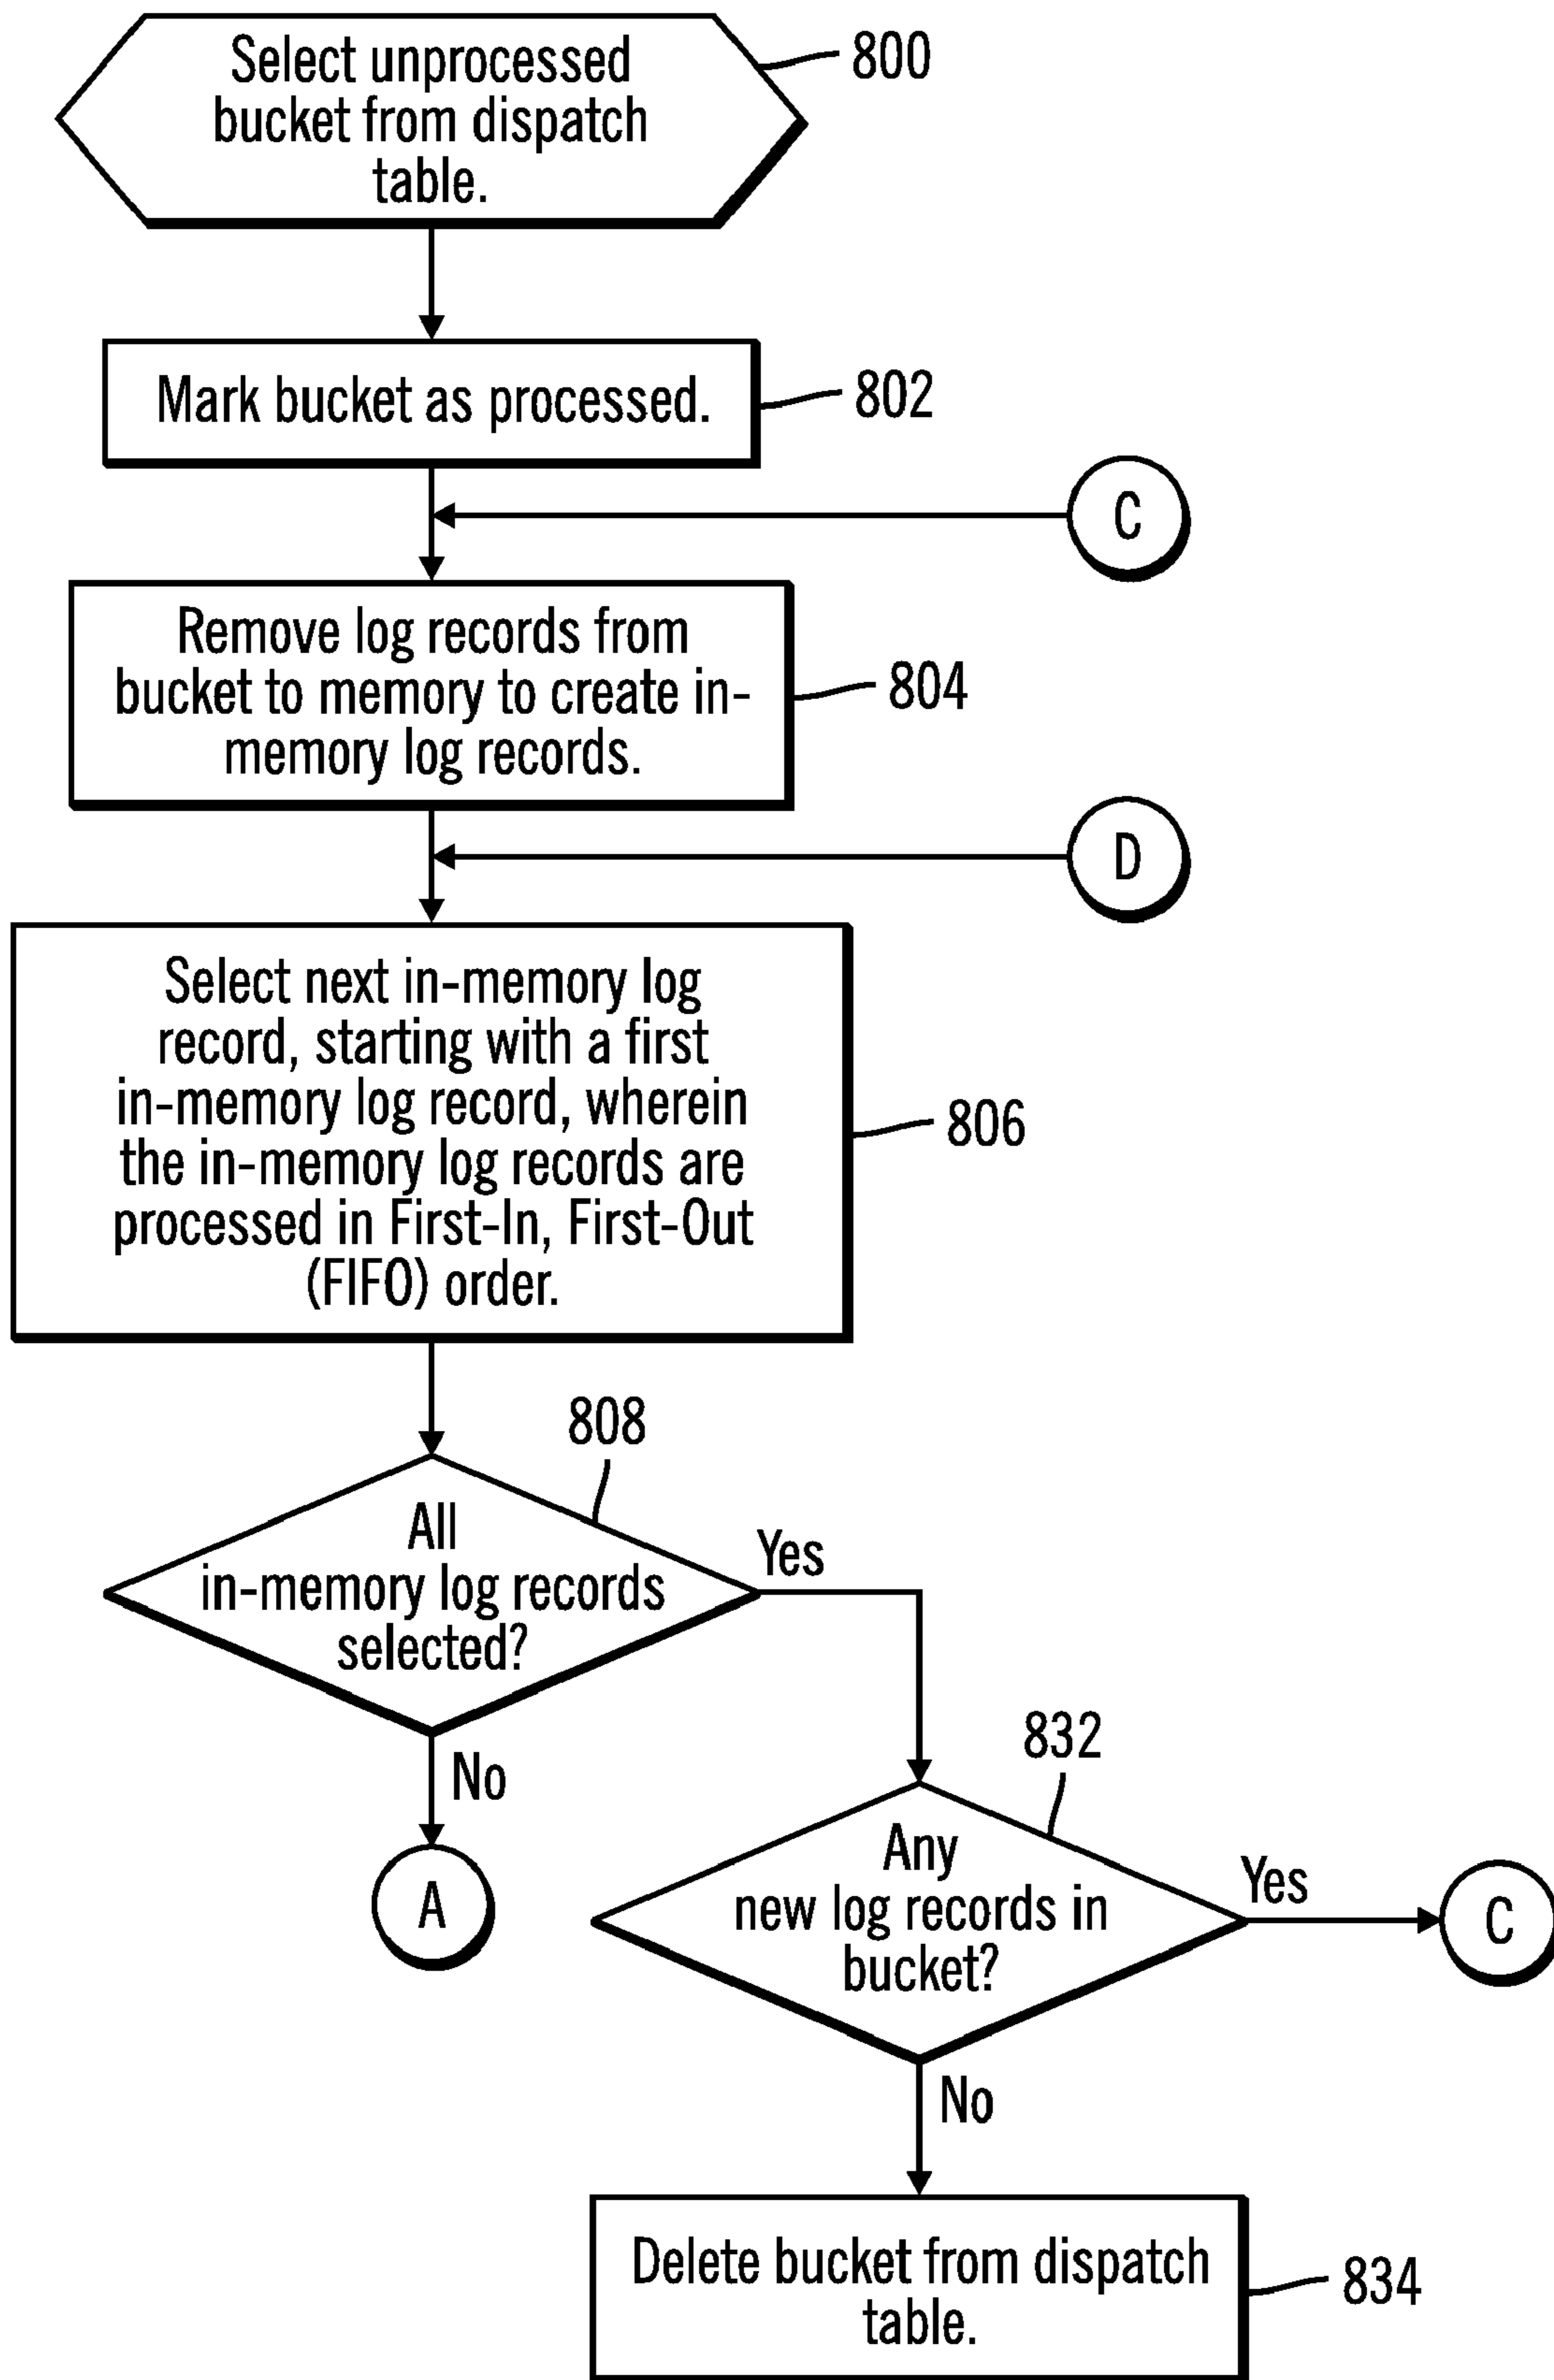 Select unprocessed
bucket from dispatch
table.
800
Mark bucket as processed.
802
C
Remove log records from
bucket to memory to create in-
memory log records.
804
D
Select next in-memory log
record, starting with a first
in-memory log record, wherein
the in-memory log records are
processed in First-In, First-Out
(FIFO) order.
806
808
All
in-memory log records
selected?
Yes
No
A
832
Any
new log records in
bucket?
Yes
C
No
Delete bucket from dispatch
table.
834